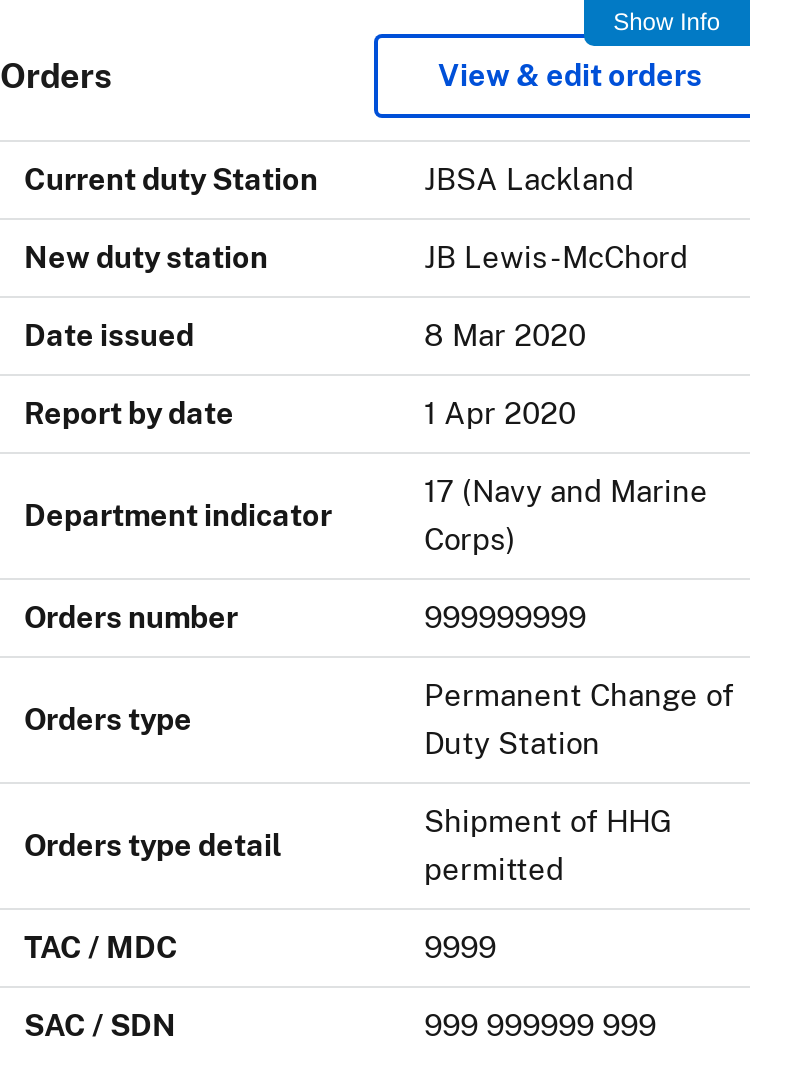 Show Info
Orders
View & edit orders
Current duty Station
JBSA Lackland
New duty station
JB Lewis-McChord
Date issued
8 Mar 2020
Report by date
1 Apr 2020
Department indicator
17 (Navy and Marine
Corps)
Orders number
999999999
Orders type
Permanent Change of
Duty Station
Orders type detail
Shipment of HHG
permitted
TAC / MDC
9999
SAC / SDN
999 999999 999